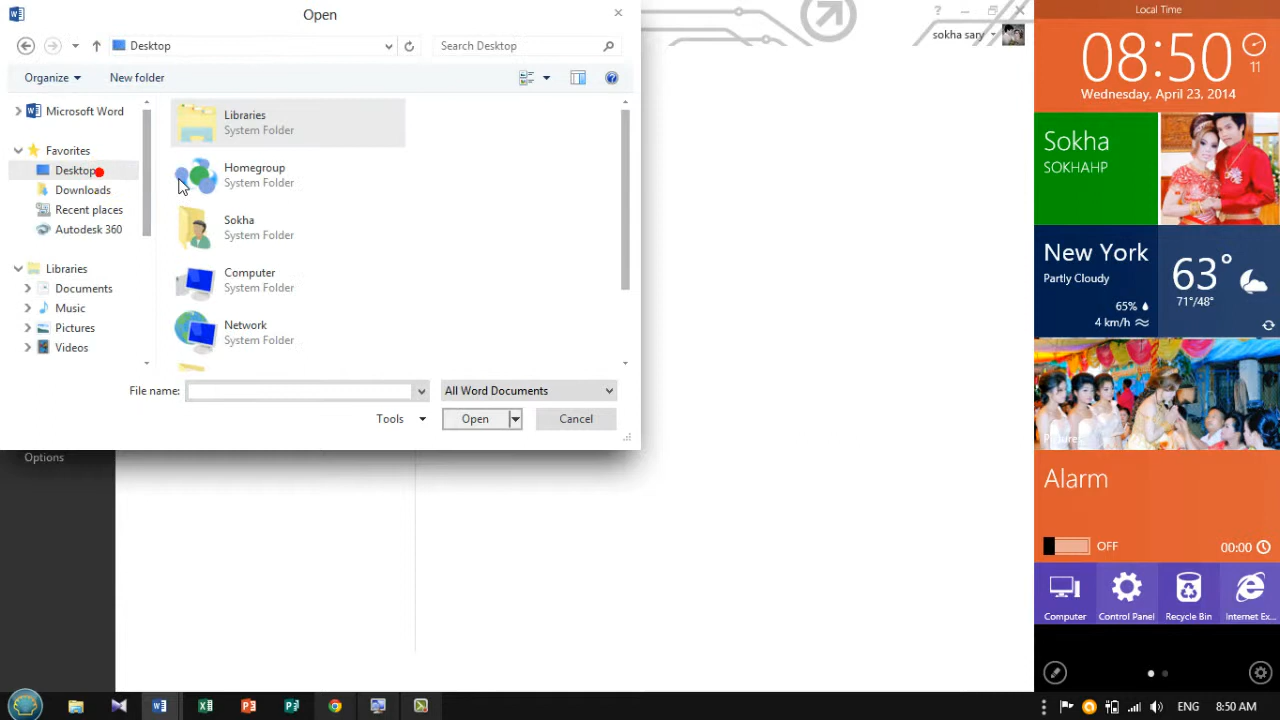 Open
Desktop
Search Desktop
Organize
New folder
Microsoft Word
Favorites
Desktop
Downloads
Recent places
Autodesk 360
Libraries
Documents
Music
Pictures
Videos
Libraries
System Folder
Homegroup
System Folder
Sokha
System Folder
Computer
System Folder
Network
System Folder
File name:
All Word Documents
Tools
Open
Cancel
Options
sokha sary
Local Time
08:50
11
Wednesday, April 23, 2014
Sokha
SOKHAHP
New York
Partly Cloudy
63°
71°/48°
65%
4 km/h
Alarm
OFF
00:00
Computer
Control Panel
Recycle Bin
Internet Ex...
ENG
8:50 AM